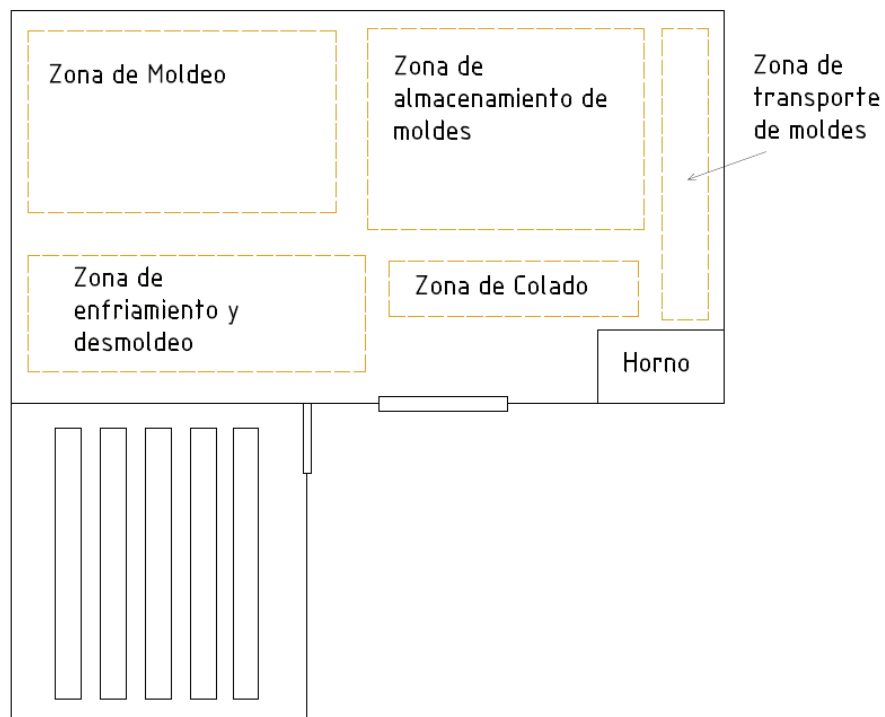 Zona de Moldeo
Zona de
almacenamiento de
moldes
Zona de
transporte
de moldes
Zona de
enfriamiento y
desmoldeo
Zona de Colado
Horno